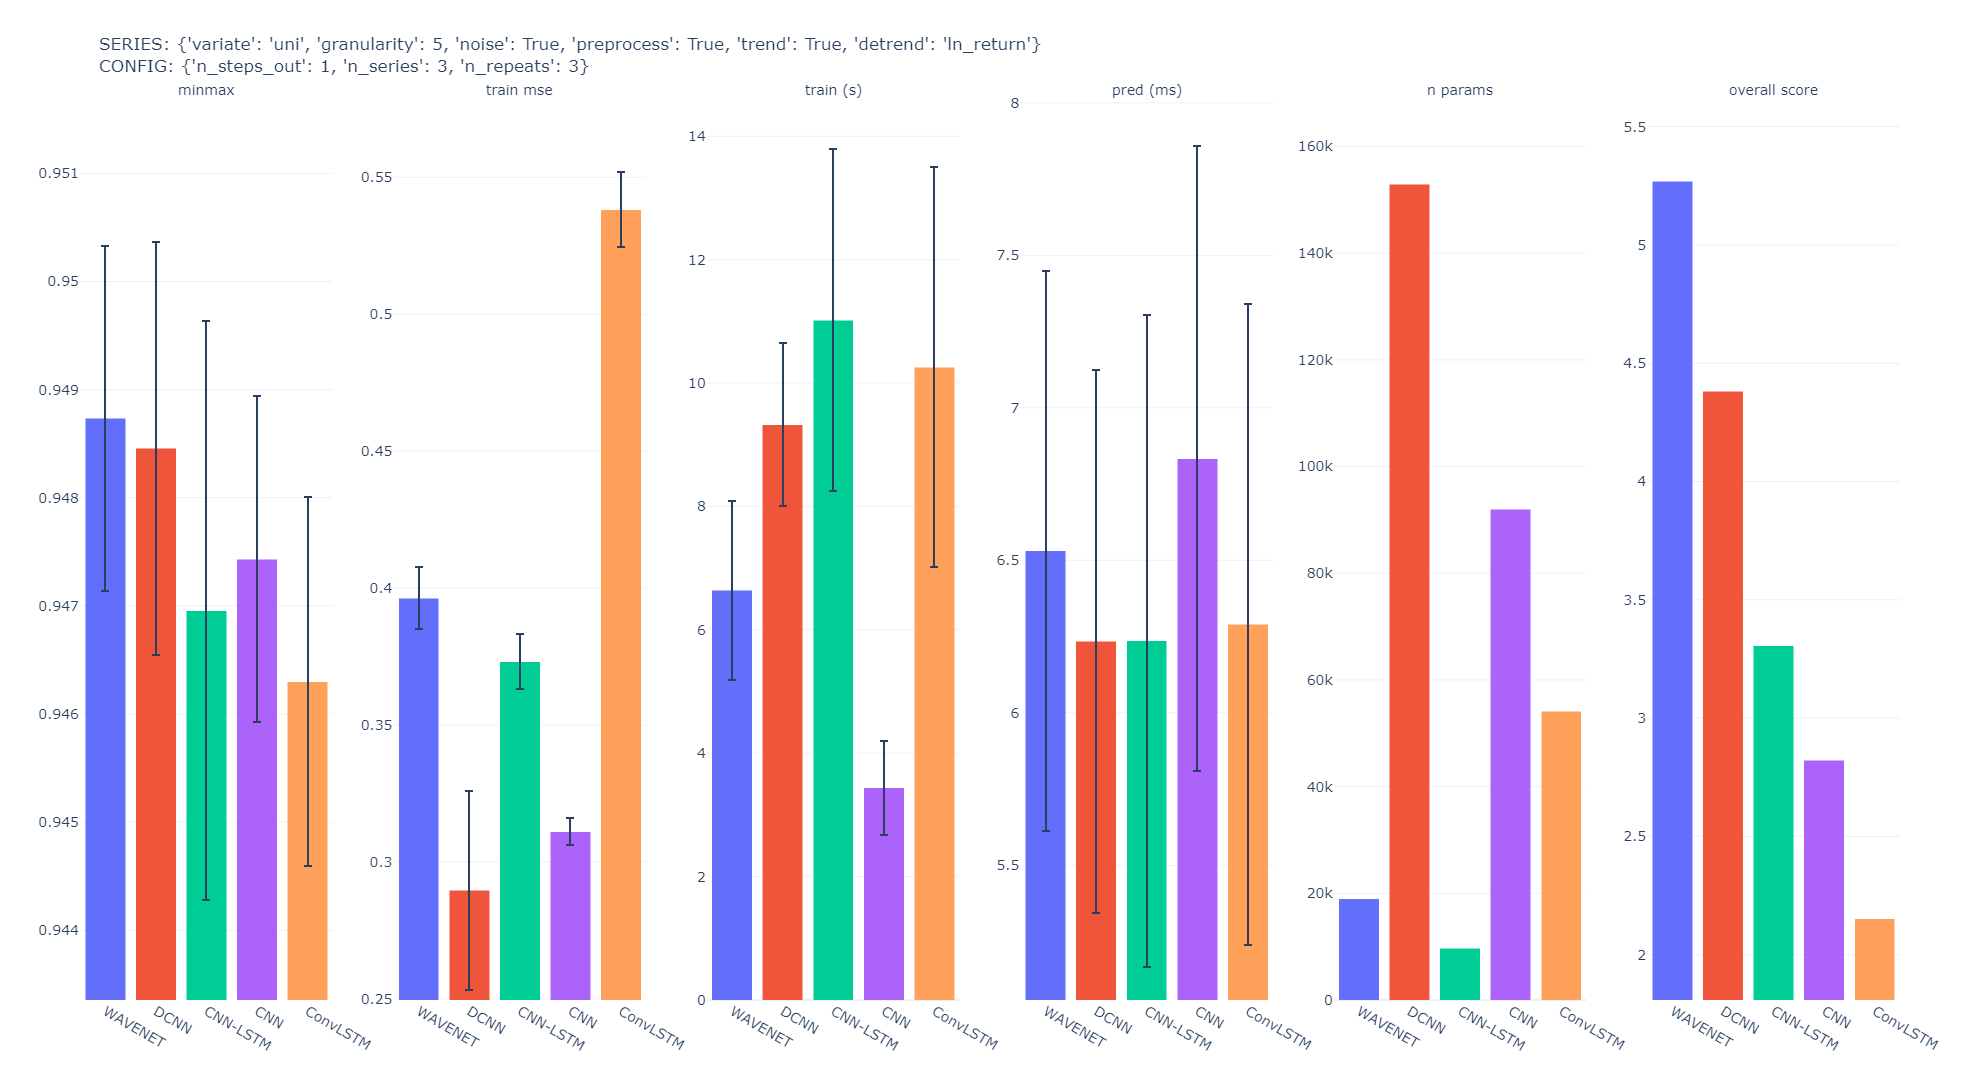 SERIES: {'variate': 'uni', 'granularity': 5, 'noise': True, 'preprocess': True, 'trend': True, 'detrend': 'ln_return'}
CONFIG: {'n_steps_out': 1, 'n_series': 3, 'n_repeats': 3}
minmax
0.951
0.95
0.949
0.948
0.947
0.946
0.945
0.944
WAVENET
DCNN
CNN-LSTM
CNN
ConvLSTM
train mse
0.55
0.5
0.45
0.4
0.35
0.3
0.25
WAVENET
DCNN
CNN-LSTM
CNN
ConvLSTM
train (s)
14
12
10
8
6
4
2
0
WAVENET
DCNN
CNN-LSTM
CNN
ConvLSTM
pred (ms)
8
7.5
7
6.5
6
5.5
WAVENET
DCNN
CNN-LSTM
CNN
ConvLSTM
n params
160k
140k
120k
100k
80k
60k
40k
20k
0
WAVENET
DCNN
CNN-LSTM
CNN
ConvLSTM
overall score
5.5
5
4.5
4
3.5
3
2.5
2
WAVENET
DCNN
CNN-LSTM
CNN
ConvLSTM